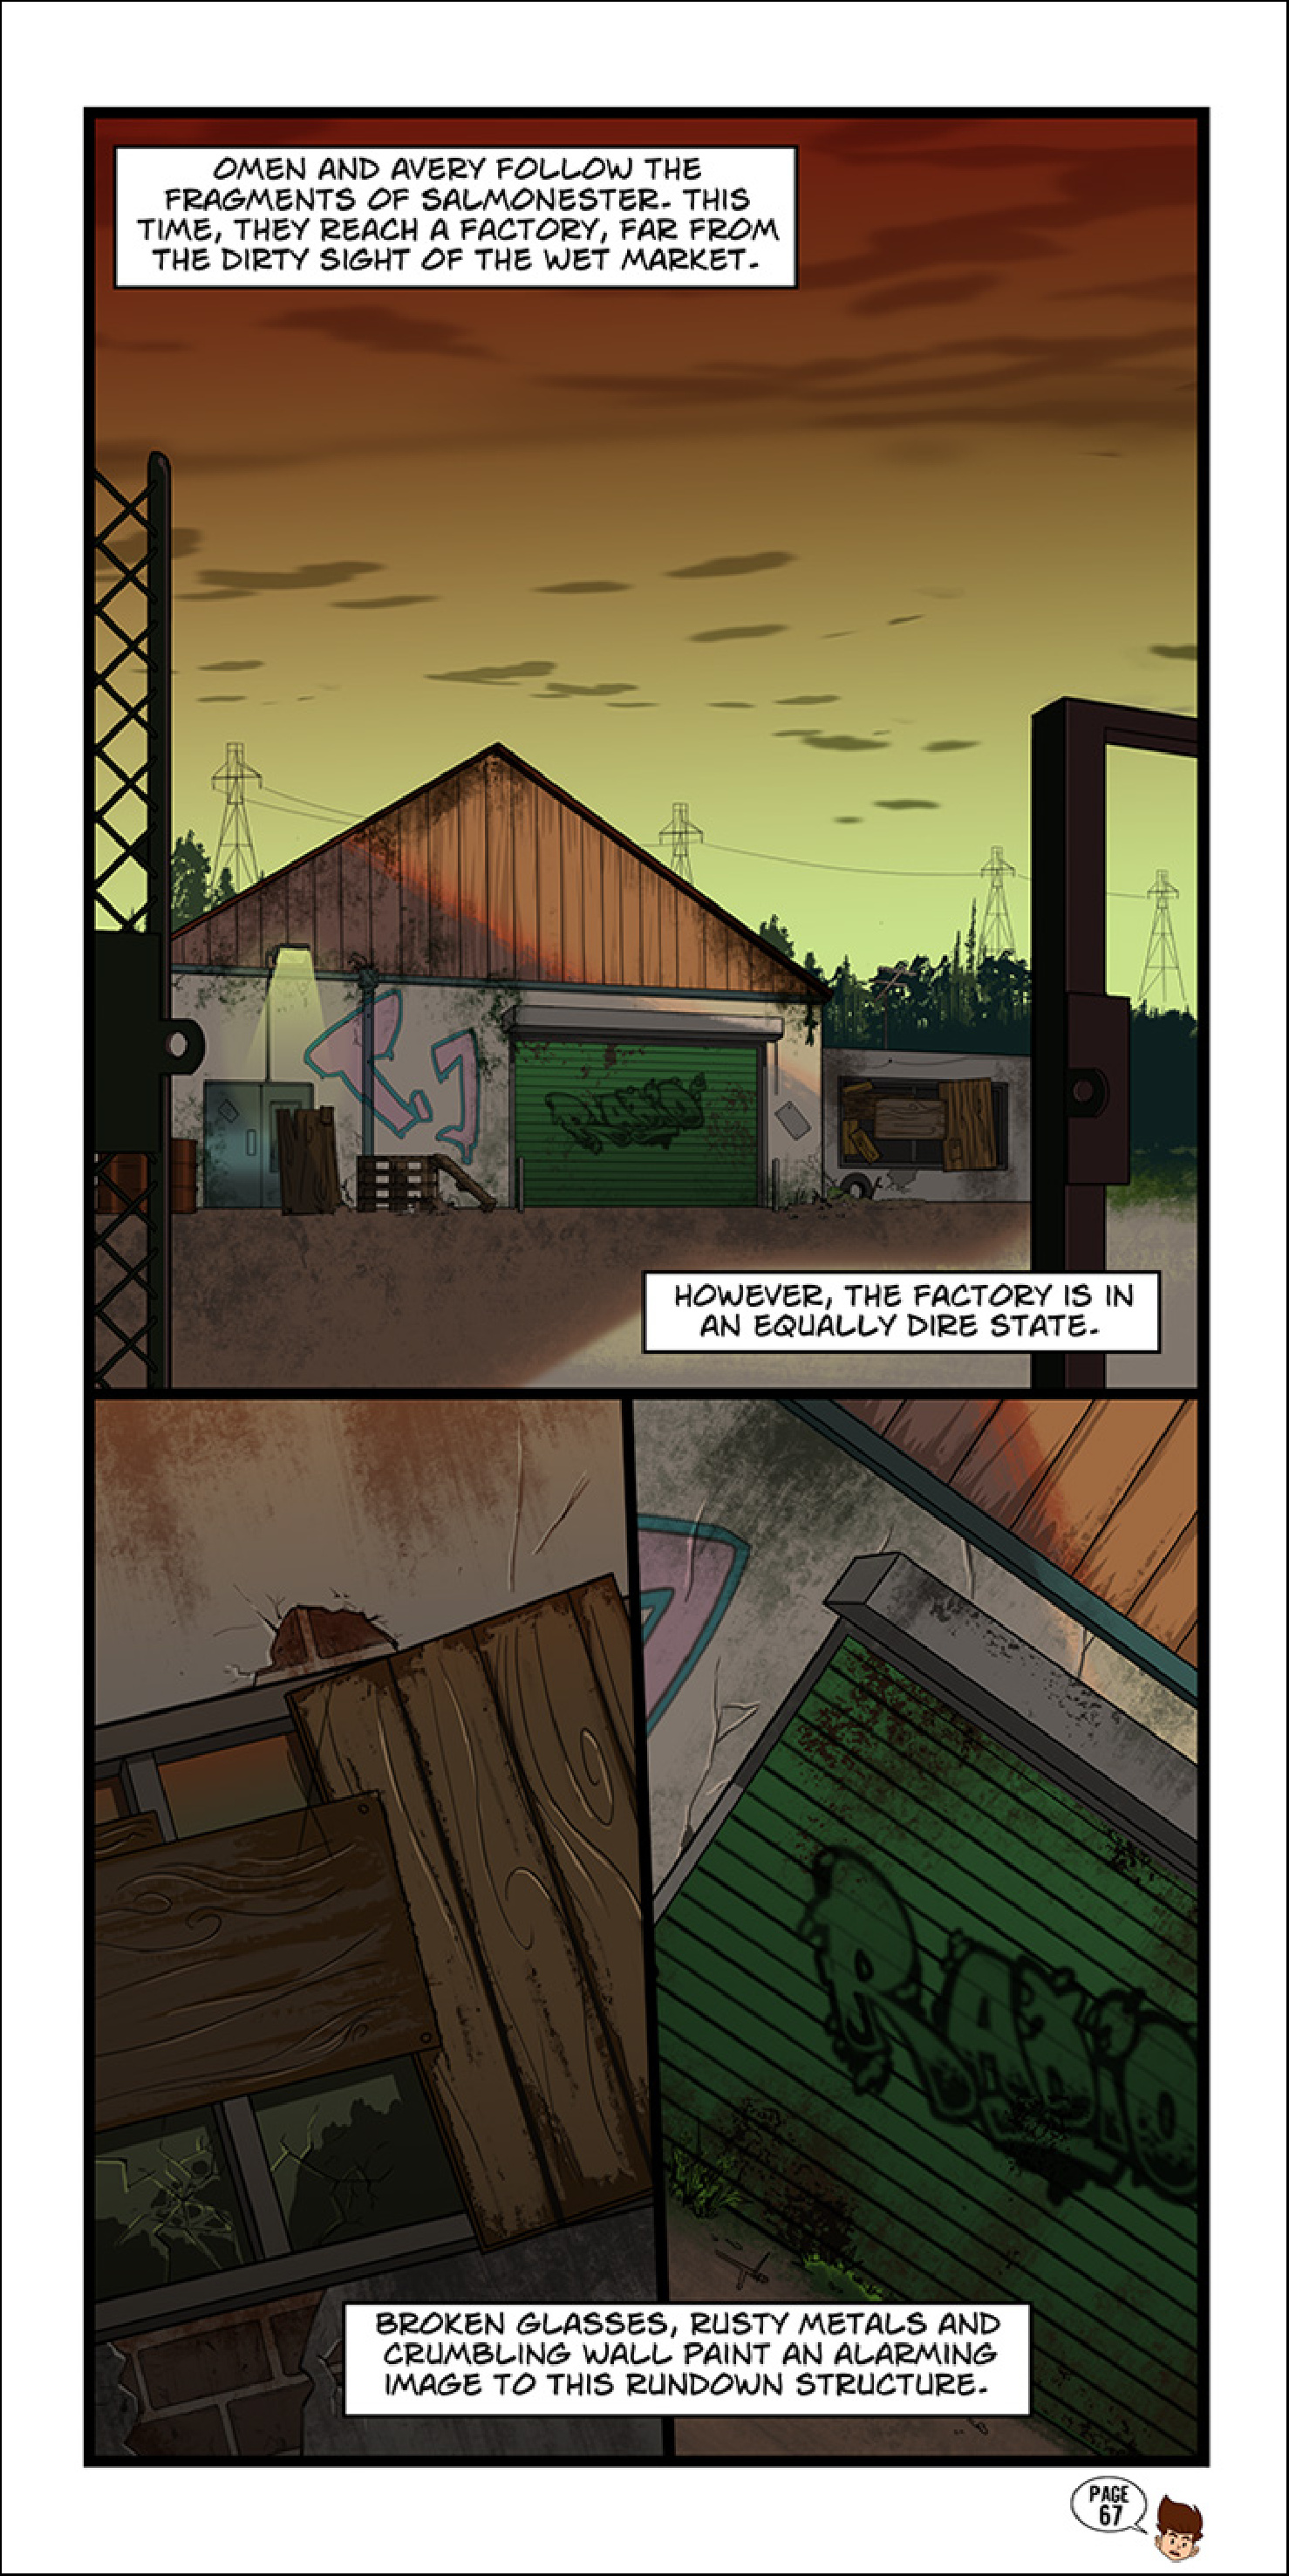 OMEN AND AVERY FOLLOW THE
FRAGMENTS OF SALMONESTER. THIS
TIME, THEY REACH A FACTORY, FAR FROM
THE DIRTY SIGHT OF THE WET MARKET.
RADIO
HOWEVER, THE FACTORY IS IN
AN EQUALLY DIRE STATE.
RADIO
BROKEN GLASSES, RUSTY METALS AND
CRUMBLING WALL PAINT AN ALARMING
IMAGE TO THIS RUNDOWN STRUCTURE.
PAGE
67